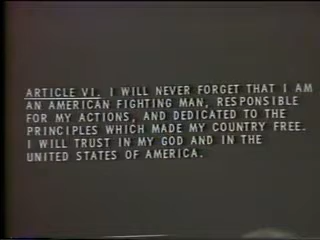 ARTICLE VI. I WILL NEVER FORGET THAT I AM
AN AMERICAN FIGHTING MAN, RESPONSIBLE
FOR MY ACTIONS, AND DEDICATED TO THE
PRINCIPLES WHICH MADE MY COUNTRY FREE.
I WILL TRUST IN MY GOD AND IN THE
UNITED STATES OF AMERICA.